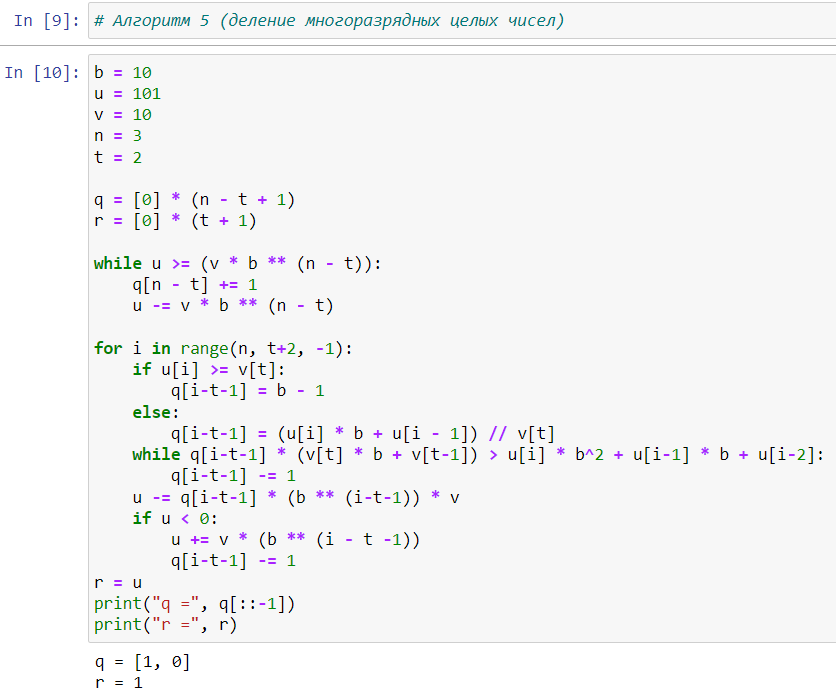 In [9]: # Алгоритм 5 (деление многоразрядных целых чисел)
In [10]: b = 10
u = 101
v = 10
n = 3
t = 2
q = [0] * (n - t + 1)
r = [0] * (t + 1)
while u >= (v * b ** (n - t)):
    q[n - t] += 1
    u -= v * b ** (n - t)
for i in range(n, t+2, -1):
    if u[i] >= v[t]:
        q[i-t-1] = b - 1
    else:
        q[i-t-1] = (u[i] * b + u[i - 1]) // v[t]
    while q[i-t-1] * (v[t] * b + v[t-1]) > u[i] * b^2 + u[i-1] * b + u[i-2]:
        q[i-t-1] -= 1
    u -= q[i-t-1] * (b ** (i-t-1)) * v
    if u < 0:
        u += v * (b ** (i - t -1))
        q[i-t-1] -= 1
r = u
print("q =", q[::-1])
print("r =", r)
q = [1, 0]
r = 1